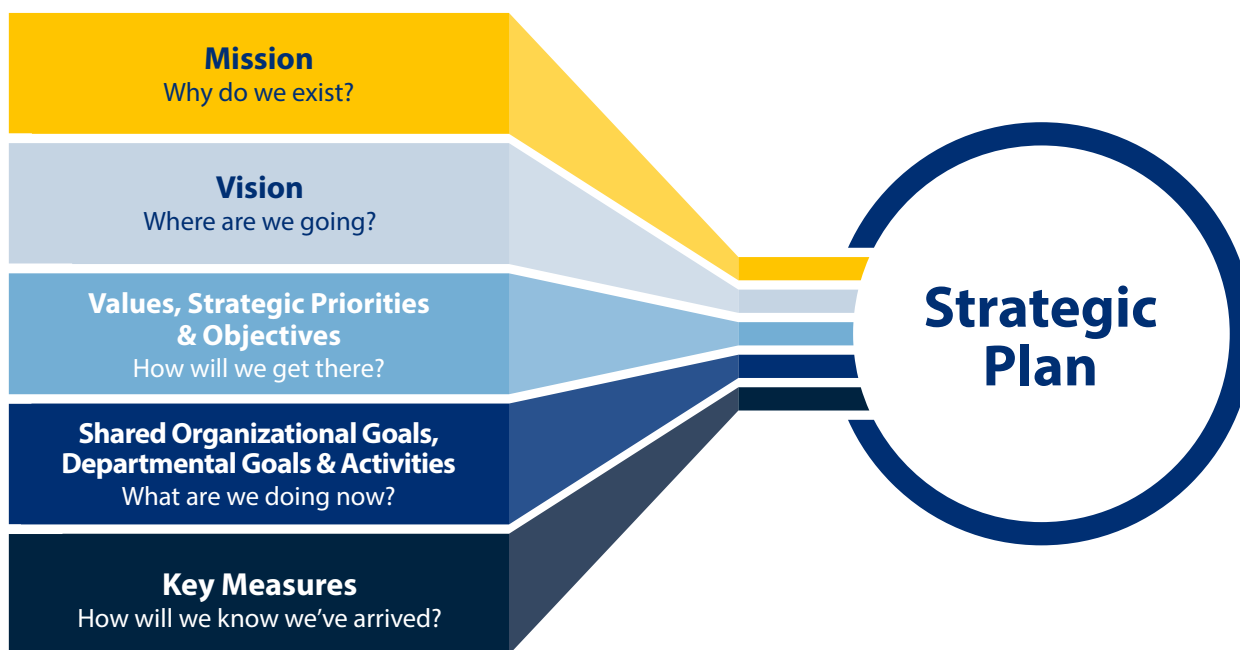 Mission
Why do we exist?
Vision
Where are we going?
Values, Strategic Priorities
& Objectives
How will we get there?
Shared Organizational Goals,
Departmental Goals & Activities
What are we doing now?
Key Measures
How will we know we’ve arrived?
Strategic
Plan